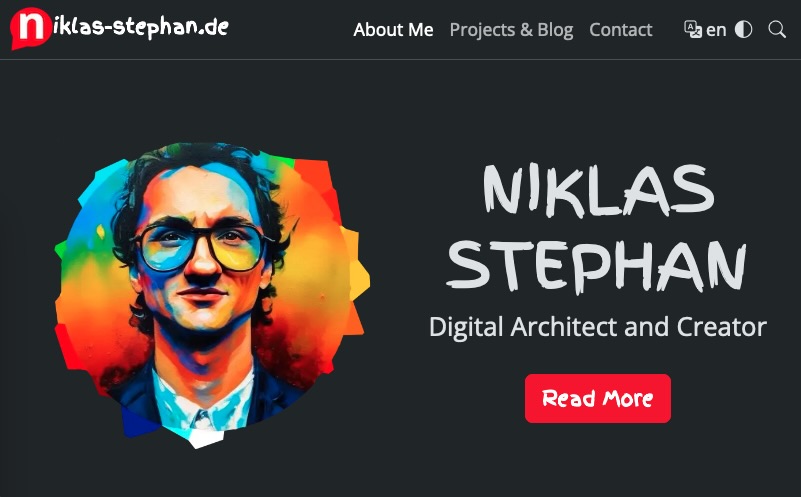 niklas-stephan.de
About Me Projects & Blog Contact en
NIKLAS
STEPHAN
Digital Architect and Creator
Read More